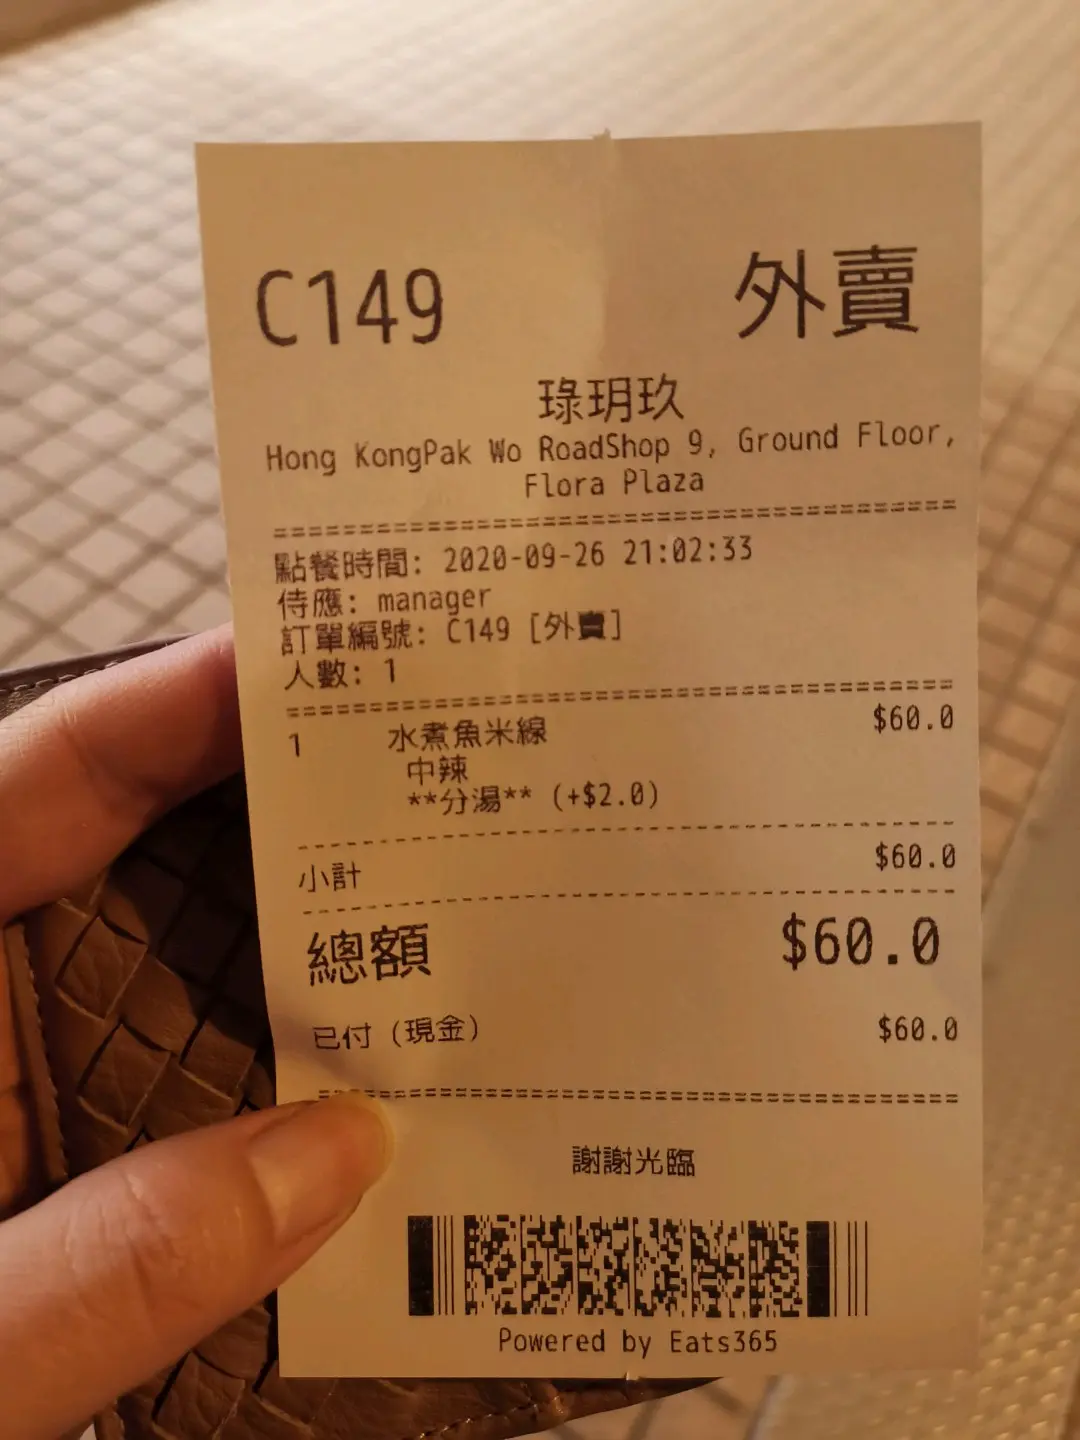 C149 外賣
琭玥玖
Hong KongPak Wo RoadShop 9, Ground Floor,
Flora Plaza
點餐時間: 2020-09-26 21:02:33
侍應: manager
訂單編號: C149 [外賣]
人數: 1
1 水煮魚米線 $60.0
中辣
**分湯** (+$2.0)
小計 $60.0
總額 $60.0
已付 (現金) $60.0
謝謝光臨
Powered by Eats365